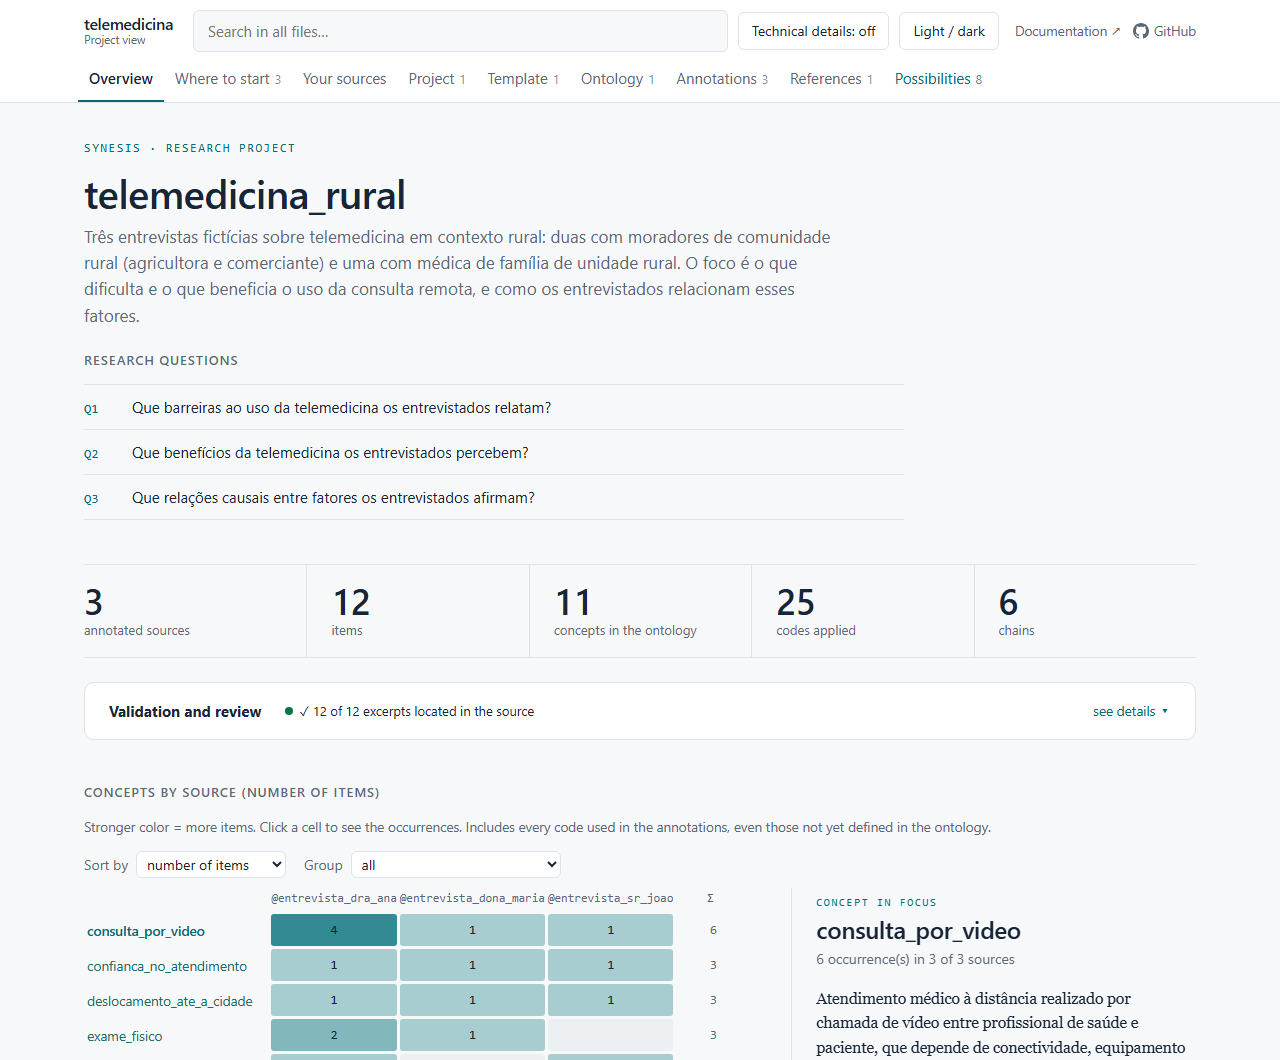 telemedicina
Project view
Search in all files...
Technical details: off
Light / dark
Documentation ↗
GitHub
Overview
Where to start 3
Your sources
Project 1
Template 1
Ontology 1
Annotations 3
References 1
Possibilities 8
SYNESIS · RESEARCH PROJECT
telemedicina_rural
Três entrevistas fictícias sobre telemedicina em contexto rural: duas com moradores de comunidade
rural (agricultora e comerciante) e uma com médica de família de unidade rural. O foco é o que
dificulta e o que beneficia o uso da consulta remota, e como os entrevistados relacionam esses
fatores.
RESEARCH QUESTIONS
Q1 Que barreiras ao uso da telemedicina os entrevistados relatam?
Q2 Que benefícios da telemedicina os entrevistados percebem?
Q3 Que relações causais entre fatores os entrevistados afirmam?
3
annotated sources
12
items
11
concepts in the ontology
25
codes applied
6
chains
Validation and review
✓ 12 of 12 excerpts located in the source
see details ▾
CONCEPTS BY SOURCE (NUMBER OF ITEMS)
Stronger color = more items. Click a cell to see the occurrences. Includes every code used in the annotations, even those not yet defined in the ontology.
Sort by number of items Group all
@entrevista_dra_ana @entrevista_dona_maria @entrevista_sr_joao Σ
consulta_por_video 4 1 1 6
confianca_no_atendimento 1 1 1 3
deslocamento_ate_a_cidade 1 1 1 3
exame_fisico 2 1 3
CONCEPT IN FOCUS
consulta_por_video
6 occurrence(s) in 3 of 3 sources
Atendimento médico à distância realizado por
chamada de vídeo entre profissional de saúde e
paciente, que depende de conectividade, equipamento